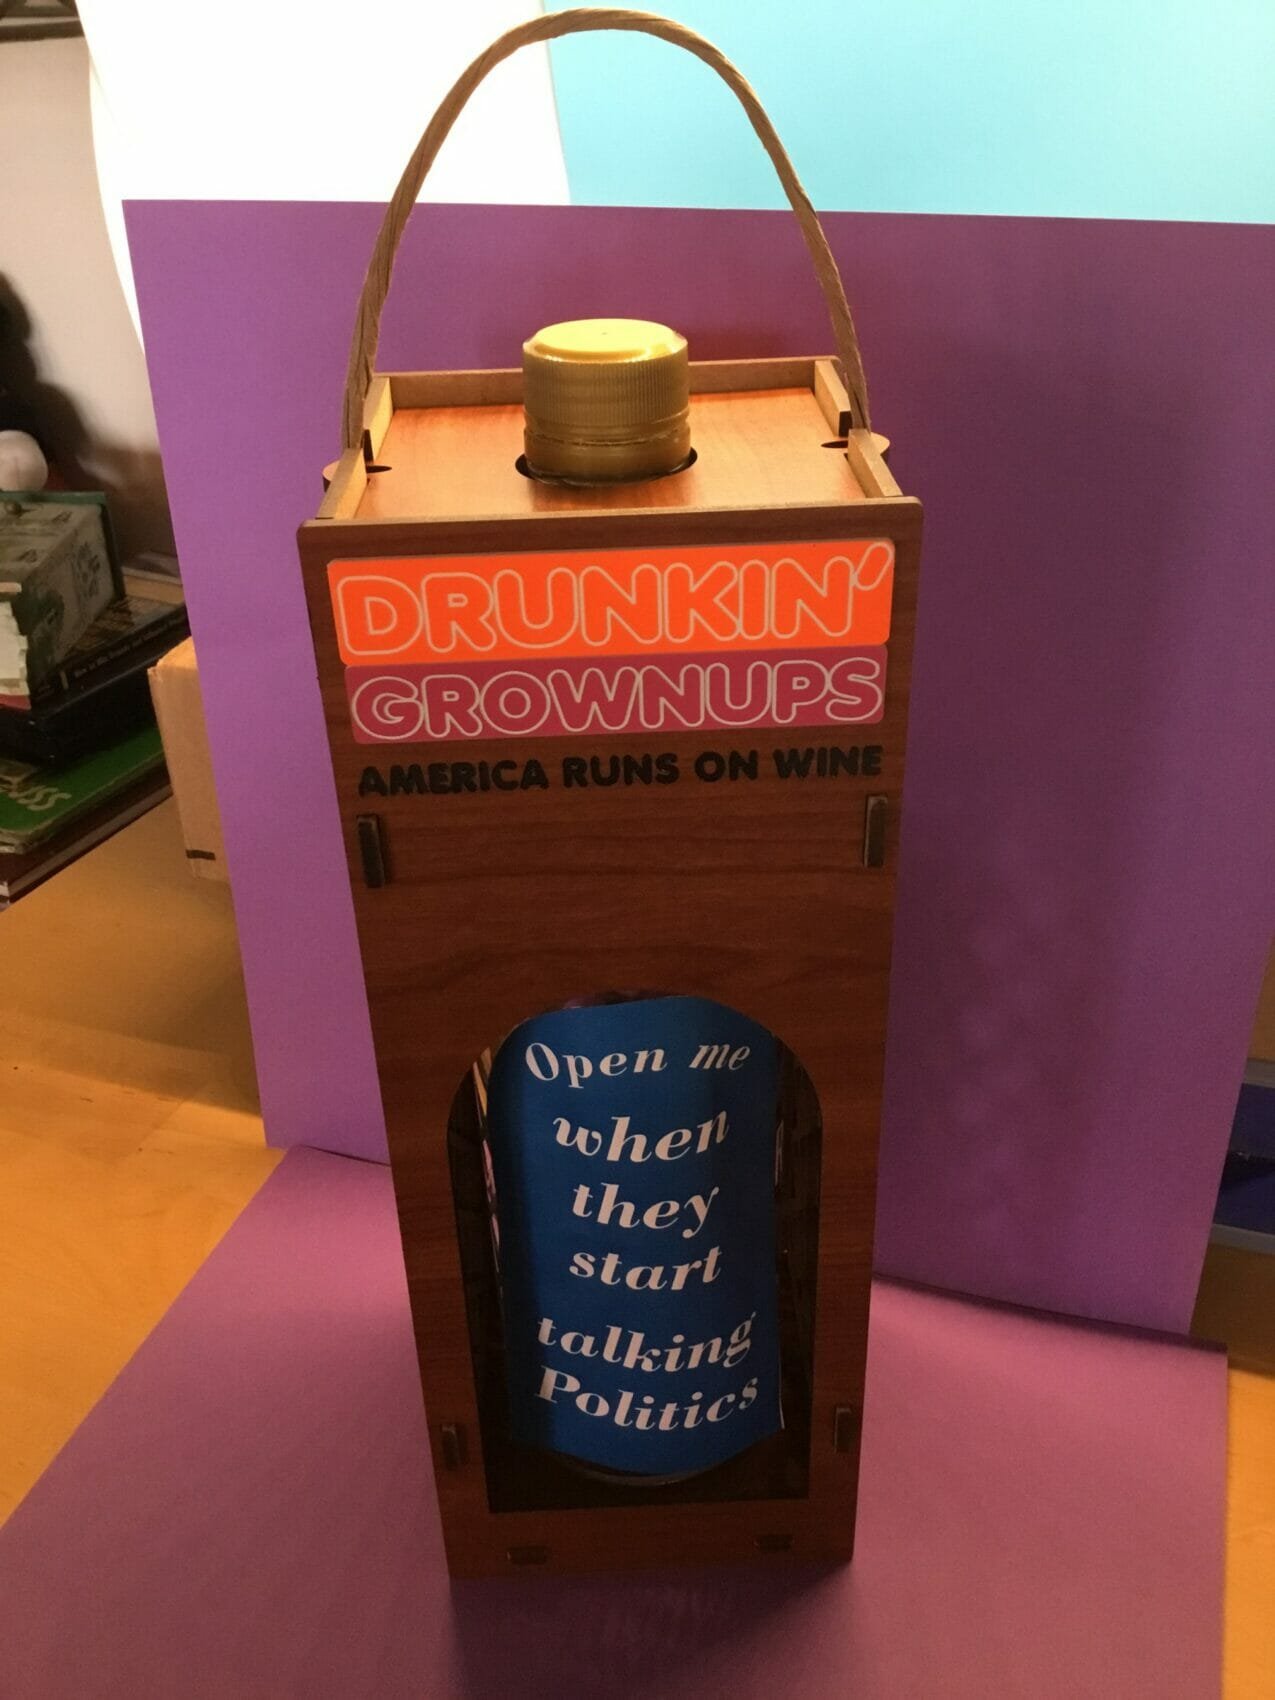 DRUNKIN'
GROWNUPS
AMERICA RUNS ON WINE
Open me
when
they
start
talking
Politics